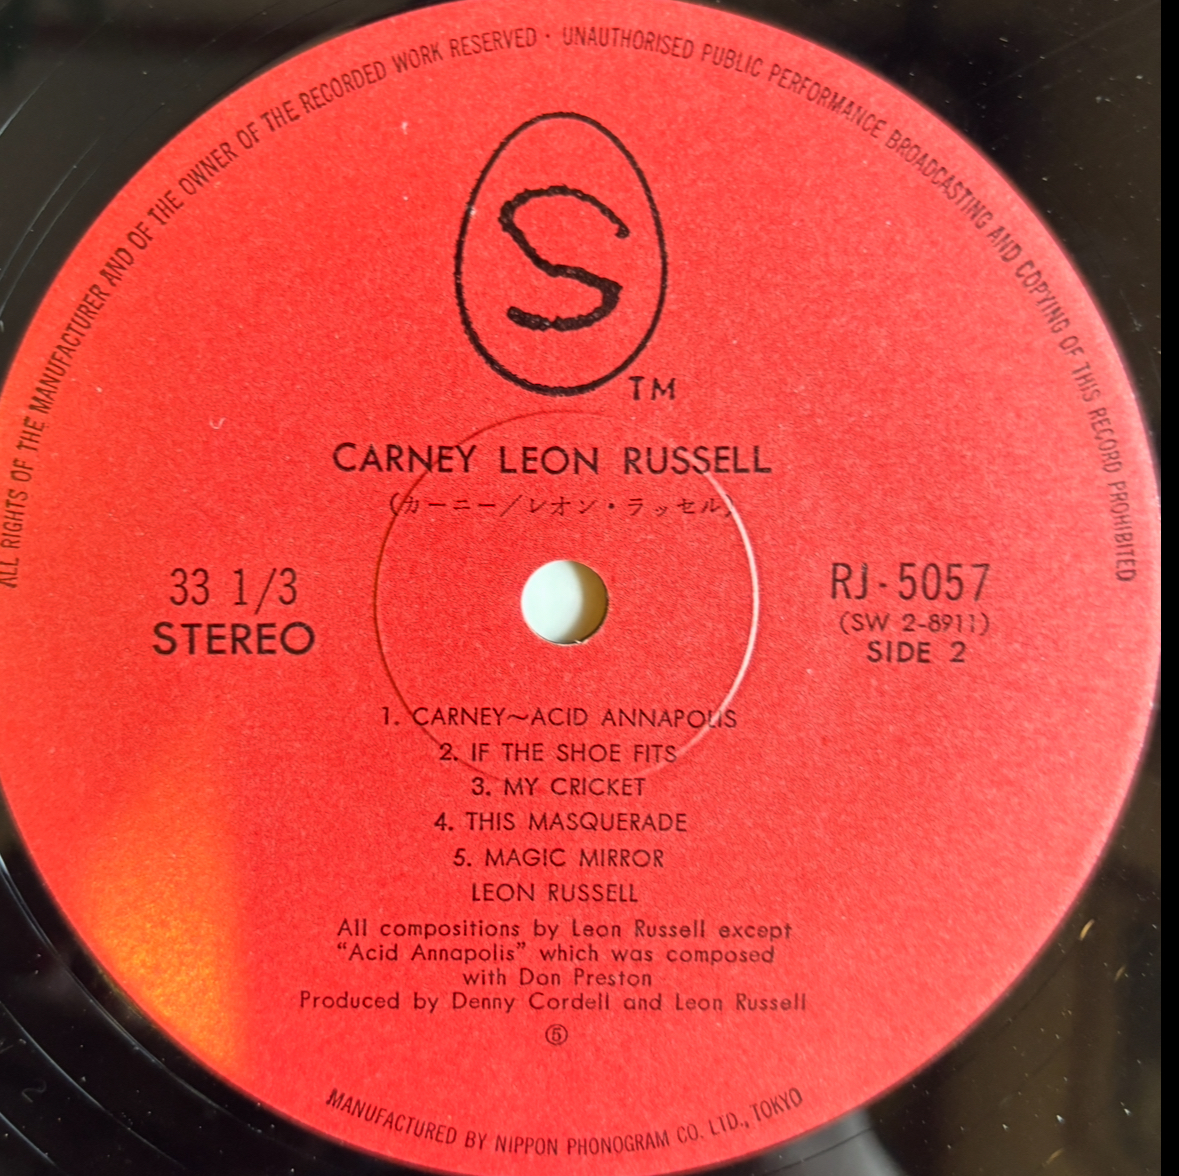 ALL RIGHTS OF THE MANUFACTURER AND OF THE OWNER OF THE RECORDED WORK RESERVED · UNAUTHORISED PUBLIC PERFORMANCE BROADCASTING AND COPYING OF THIS RECORD PROHIBITED
S
TM
CARNEY LEON RUSSELL
(カーニー/レオン・ラッセル)
33 1/3
STEREO
RJ-5057
(SW 2-8911)
SIDE 2
1. CARNEY~ACID ANNAPOLIS
2. IF THE SHOE FITS
3. MY CRICKET
4. THIS MASQUERADE
5. MAGIC MIRROR
LEON RUSSELL
All compositions by Leon Russell except
“Acid Annapolis” which was composed
with Don Preston
Produced by Denny Cordell and Leon Russell
⑤
MANUFACTURED BY NIPPON PHONOGRAM CO. LTD., TOKYO